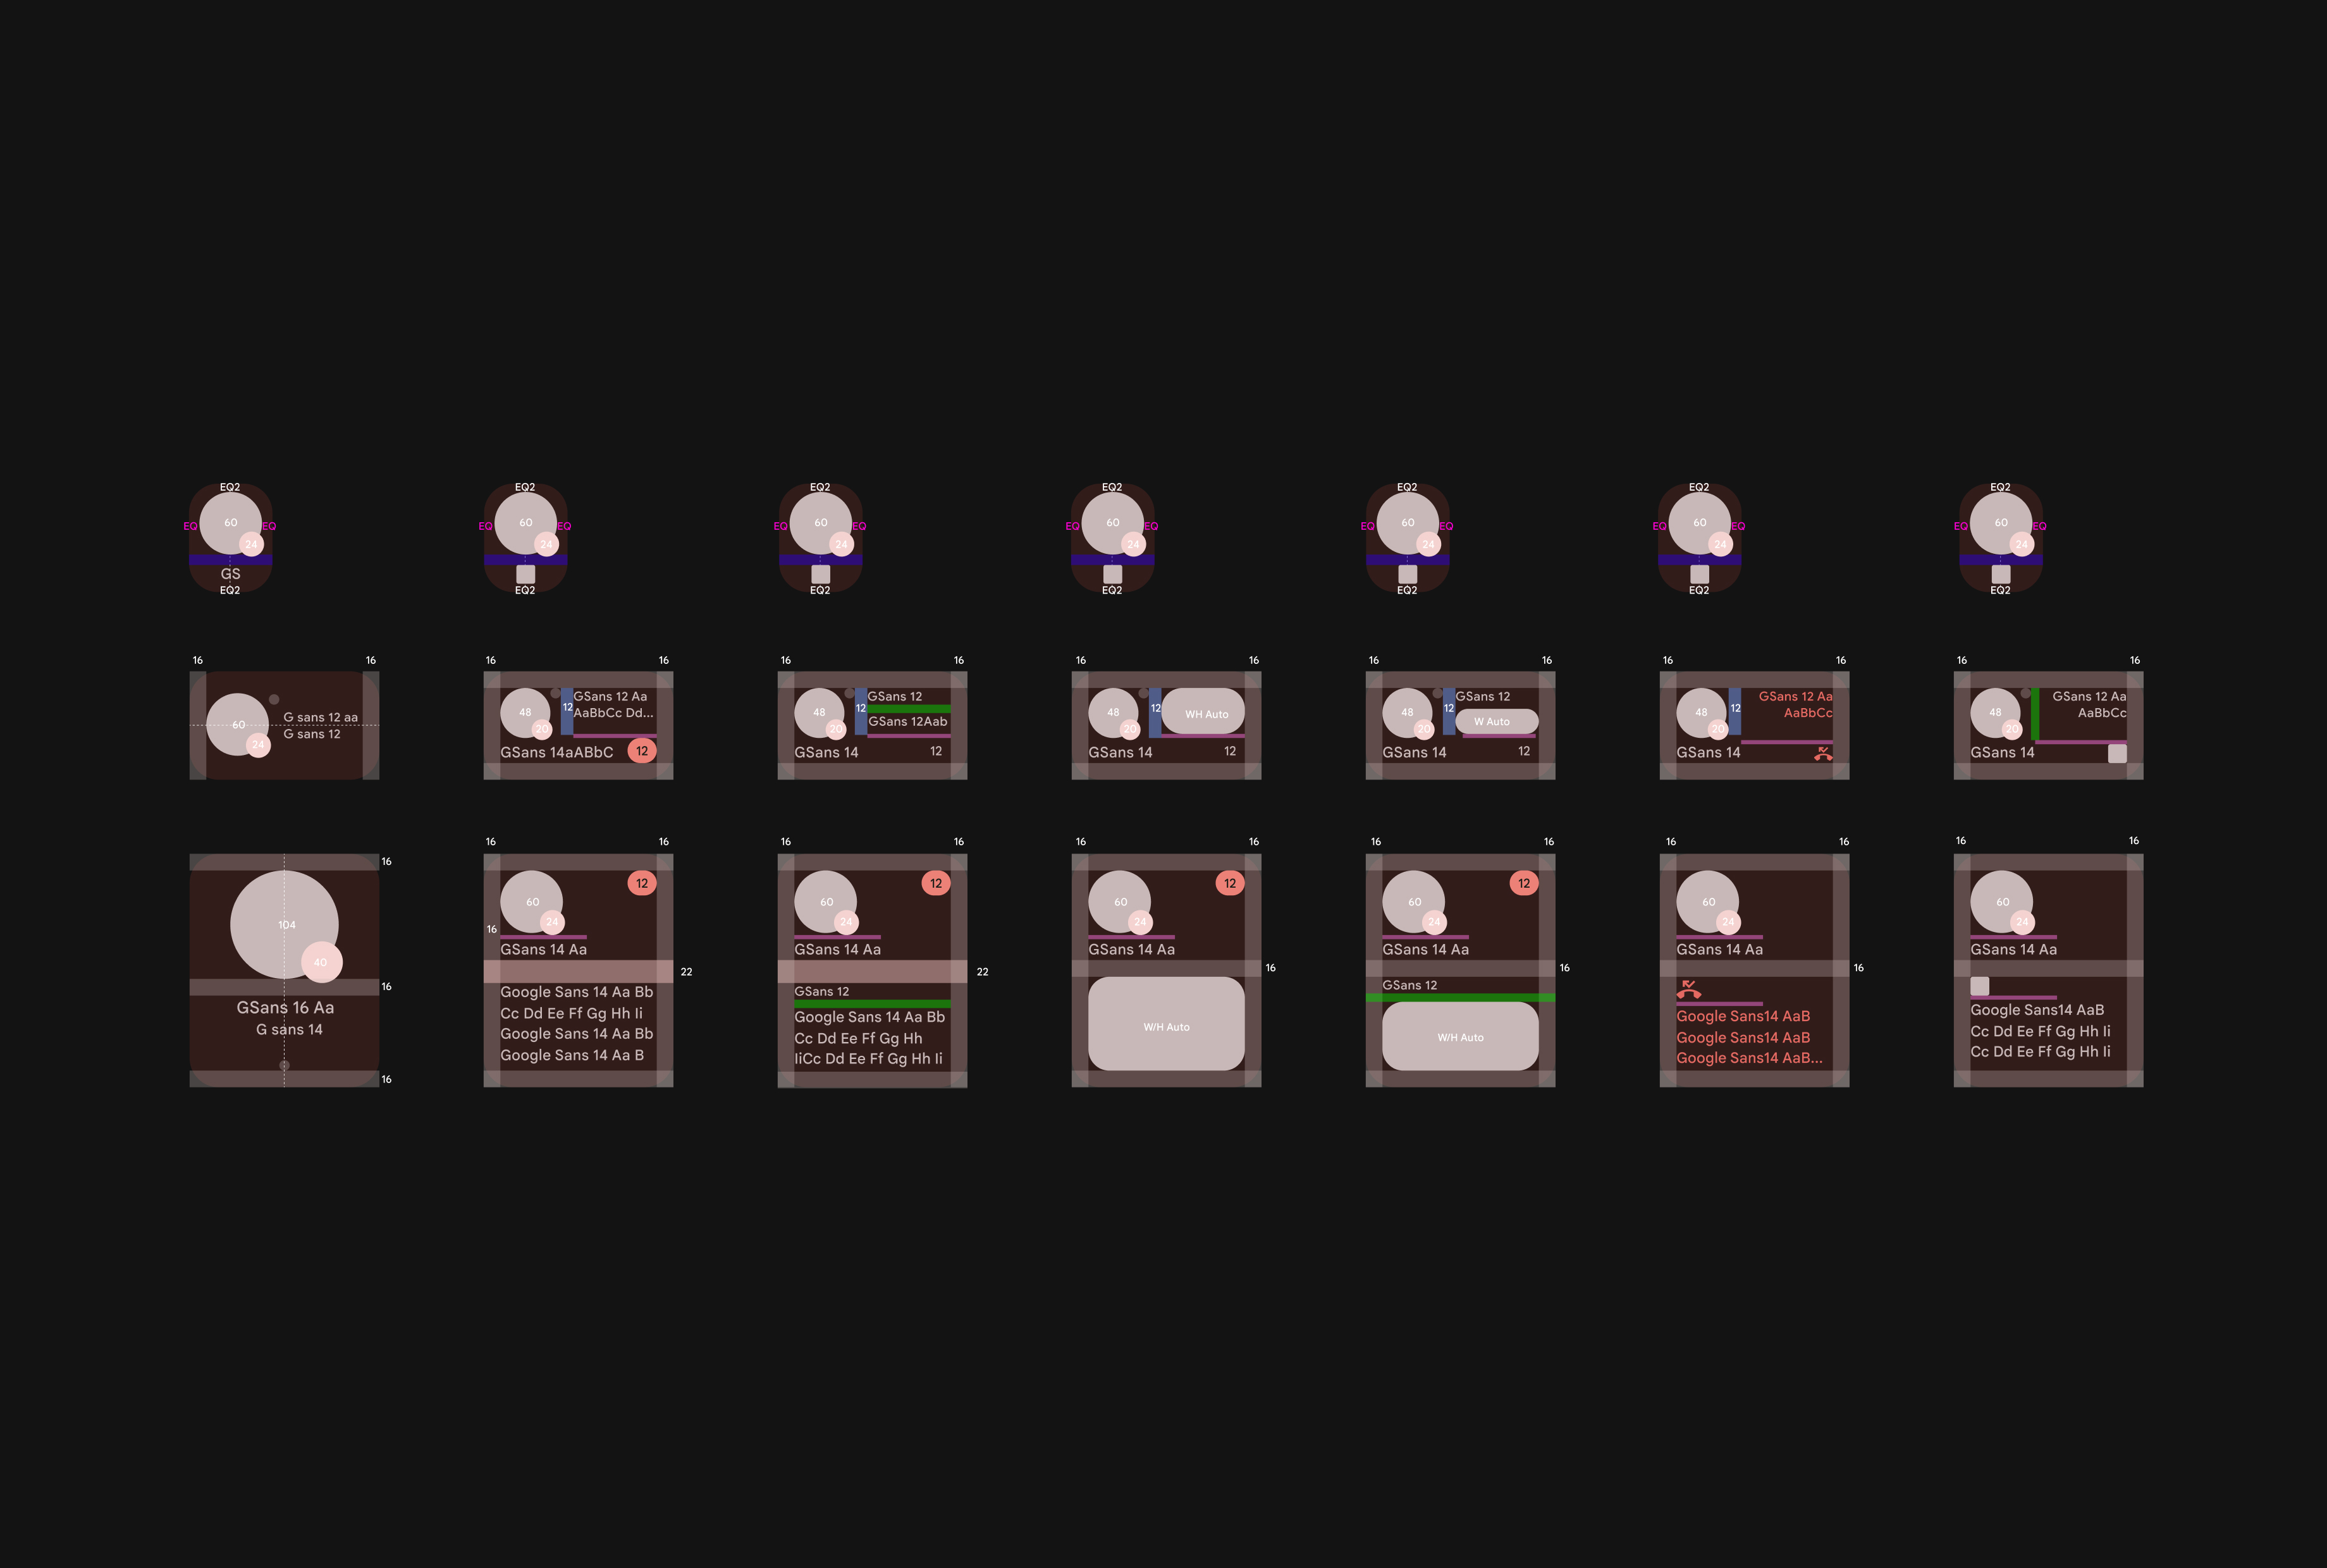 EQ2 EQ2 EQ2 EQ2 EQ2 EQ2 EQ2
EQ 60 EQ EQ 60 EQ EQ 60 EQ EQ 60 EQ EQ 60 EQ EQ 60 EQ EQ 60 EQ
24 24 24 24 24 24 24
GS
EQ2 EQ2 EQ2 EQ2 EQ2 EQ2 EQ2
16 16 16 16 16 16 16 16 16 16 16 16 16 16
60
24
G sans 12 aa
G sans 12
48
20
12
GSans 12 Aa
AaBbCc Dd...
GSans 14aABbC
12
48
20
12
GSans 12
GSans 12Aab
GSans 14
12
48
20
12
WH Auto
GSans 14
12
48
20
12
GSans 12
W Auto
GSans 14
12
48
20
12
GSans 12 Aa
AaBbCc
GSans 14
48
20
GSans 12 Aa
AaBbCc
GSans 14
16
104
40
16
GSans 16 Aa
G sans 14
16
16 16
60
24
12
16
GSans 14 Aa
22
Google Sans 14 Aa Bb
Cc Dd Ee Ff Gg Hh Ii
Google Sans 14 Aa Bb
Google Sans 14 Aa B
16 16
60
24
12
GSans 14 Aa
22
GSans 12
Google Sans 14 Aa Bb
Cc Dd Ee Ff Gg Hh
IiCc Dd Ee Ff Gg Hh Ii
16 16
60
24
12
GSans 14 Aa
16
W/H Auto
16 16
60
24
12
GSans 14 Aa
16
GSans 12
W/H Auto
16 16
60
24
GSans 14 Aa
16
Google Sans14 AaB
Google Sans14 AaB
Google Sans14 AaB...
16 16
60
24
GSans 14 Aa
Google Sans14 AaB
Cc Dd Ee Ff Gg Hh Ii
Cc Dd Ee Ff Gg Hh Ii